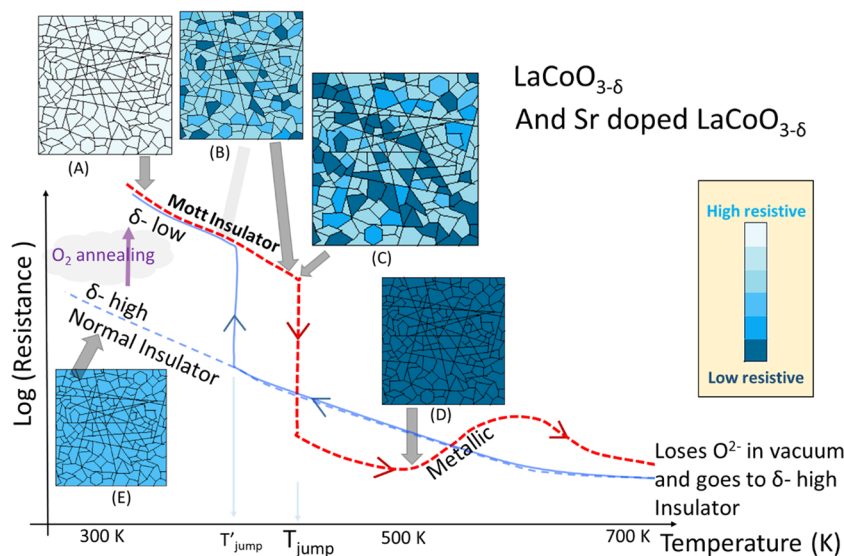 LaCoO3-δ
And Sr doped LaCoO3-δ
(A)
(B)
(C)
High resistive
Low resistive
Mott Insulator
δ- low
O2 annealing
δ- high
Normal Insulator
Log (Resistance)
(D)
(E)
Metallic
Loses O2- in vacuum
and goes to δ- high
Insulator
300 K
T'jump
Tjump
500 K
700 K
Temperature (K)